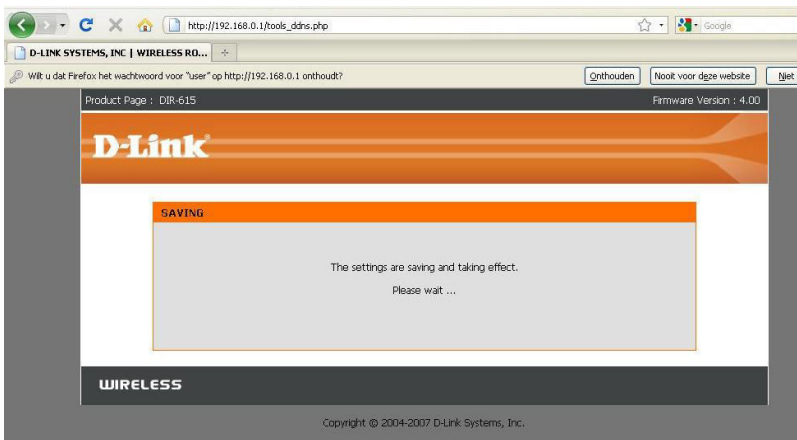 http://192.168.0.1/tools_ddns.php
Google
D-LINK SYSTEMS, INC | WIRELESS RO...
Wilt u dat Firefox het wachtwoord voor "user" op http://192.168.0.1 onthoudt?
Onthouden
Nooit voor deze website
Niet
Product Page : DIR-615
Firmware Version : 4.00
D-Link
SAVING
The settings are saving and taking effect.
Please wait ...
WIRELESS
Copyright © 2004-2007 D-Link Systems, Inc.